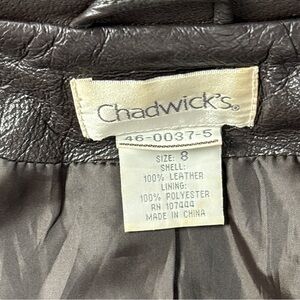 Chadwick's®
46-0037-5
SIZE: 8
SHELL:
100% LEATHER
LINING:
100% POLYESTER
RN 107444
MADE IN CHINA